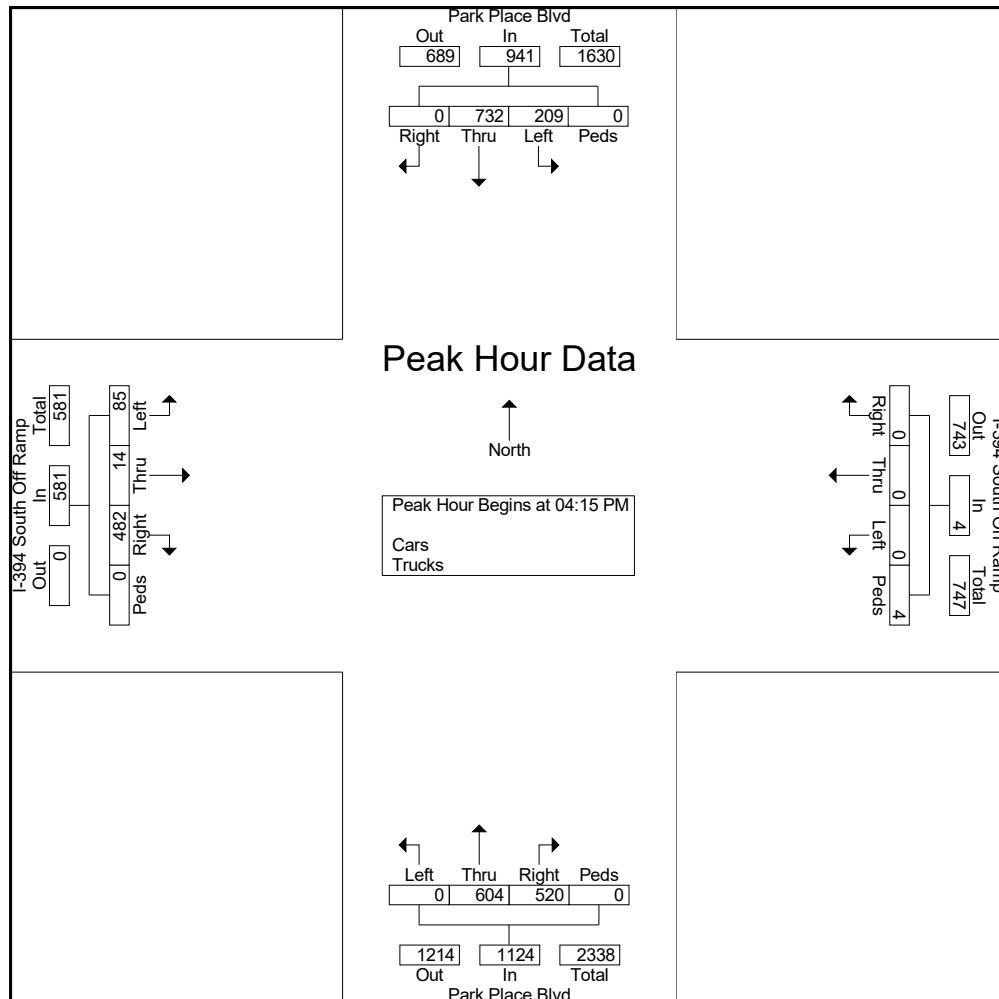 Park Place Blvd
Out In Total
689 941 1630
0 732 209 0
Right Thru Left Peds
Peak Hour Data
North
Peak Hour Begins at 04:15 PM
Cars
Trucks
I-394 South Off Ramp
Total In Out
581 581 0
85 14 482 0
Left Thru Right Peds
Right Thru Left Peds
0 0 0 4
743 4 747
Out In Total
I-394 South On Ramp
Left Thru Right Peds
0 604 520 0
1214 1124 2338
Out In Total
Park Place Blvd